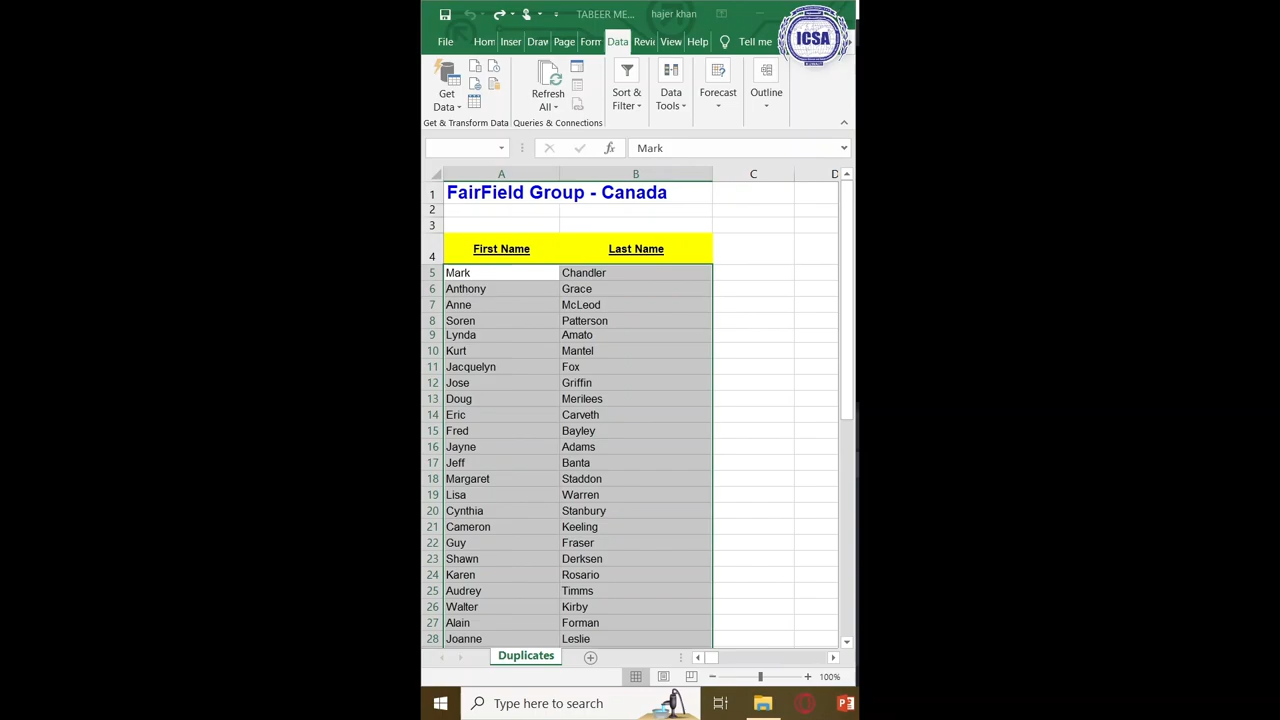 TABEER ME... hajer khan
File Hom Inser Draw Page Form Data Revie View Help Tell me
ICSA
Get Data Refresh All Sort & Filter Data Tools Forecast Outline
Get & Transform Data Queries & Connections
fx Mark
A B C D
1 FairField Group - Canada
2
3
4 First Name Last Name
5 Mark Chandler
6 Anthony Grace
7 Anne McLeod
8 Soren Patterson
9 Lynda Amato
10 Kurt Mantel
11 Jacquelyn Fox
12 Jose Griffin
13 Doug Merilees
14 Eric Carveth
15 Fred Bayley
16 Jayne Adams
17 Jeff Banta
18 Margaret Staddon
19 Lisa Warren
20 Cynthia Stanbury
21 Cameron Keeling
22 Guy Fraser
23 Shawn Derksen
24 Karen Rosario
25 Audrey Timms
26 Walter Kirby
27 Alain Forman
28 Joanne Leslie
Duplicates
100%
Type here to search